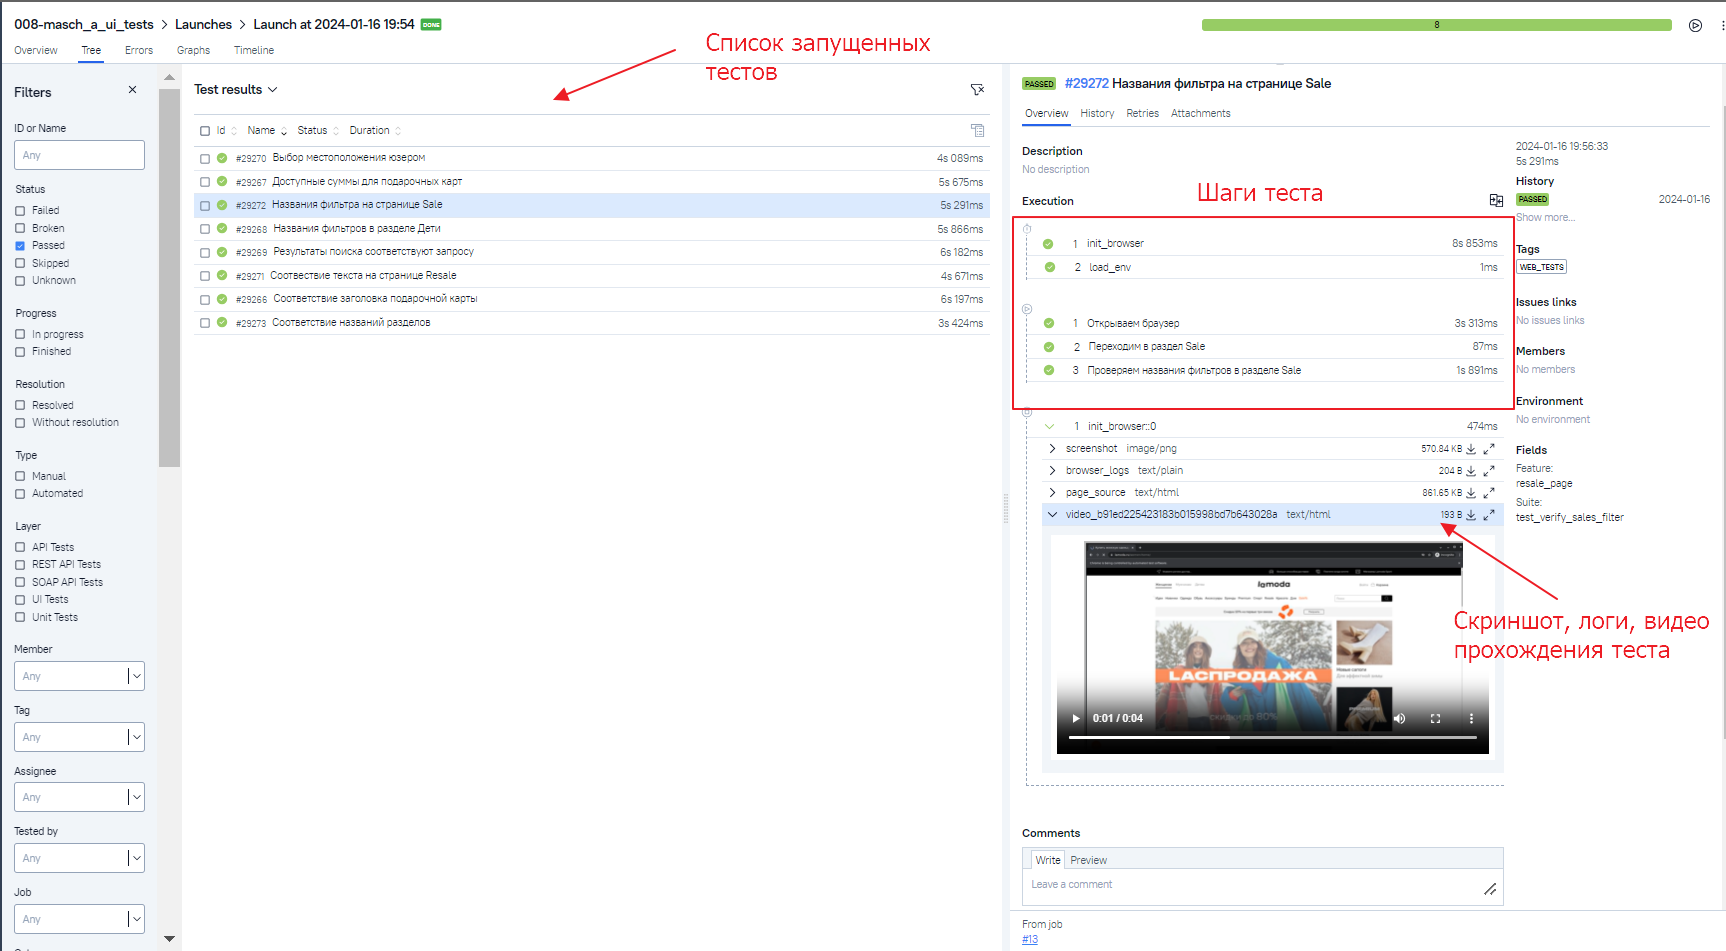 008-masch_a_ui_tests > Launches > Launch at 2024-01-16 19:54 DONE
8
Overview Tree Errors Graphs Timeline
Список запущенных
тестов
Filters
ID or Name
Any
Status
Failed
Broken
Passed
Skipped
Unknown
Progress
In progress
Finished
Resolution
Resolved
Without resolution
Type
Manual
Automated
Layer
API Tests
REST API Tests
SOAP API Tests
UI Tests
Unit Tests
Member
Any
Tag
Any
Assignee
Any
Tested by
Any
Job
Any
Test results
Id Name Status Duration
#29270 Выбор местоположения юзером 4s 089ms
#29267 Доступные суммы для подарочных карт 5s 675ms
#29272 Названия фильтра на странице Sale 5s 291ms
#29268 Названия фильтров в разделе Дети 5s 866ms
#29269 Результаты поиска соответствуют запросу 6s 182ms
#29271 Соотвествие текста на странице Resale 4s 671ms
#29266 Соответствие заголовка подарочной карты 6s 197ms
#29273 Соответствие названий разделов 3s 424ms
PASSED #29272 Названия фильтра на странице Sale
Overview History Retries Attachments
Description
No description
Execution
Шаги теста
1 init_browser 8s 853ms
2 load_env 1ms
1 Открываем браузер 3s 313ms
2 Переходим в раздел Sale 87ms
3 Проверяем названия фильтров в разделе Sale 1s 891ms
1 init_browser::0 474ms
screenshot image/png 570.84 KB
browser_logs text/plain 204 B
page_source text/html 861.65 KB
video_b91ed225423183b015998bd7b643028a text/html 193 B
lamoda
LАСПРОДАЖА
СКИДКИ ДО 80%
0:01 / 0:04
Скриншот, логи, видео
прохождения теста
2024-01-16 19:56:33
5s 291ms
History
PASSED 2024-01-16
Show more...
Tags
WEB_TESTS
Issues links
No issues links
Members
No members
Environment
No environment
Fields
Feature:
resale_page
Suite:
test_verify_sales_filter
Comments
Write Preview
Leave a comment
From job
#13